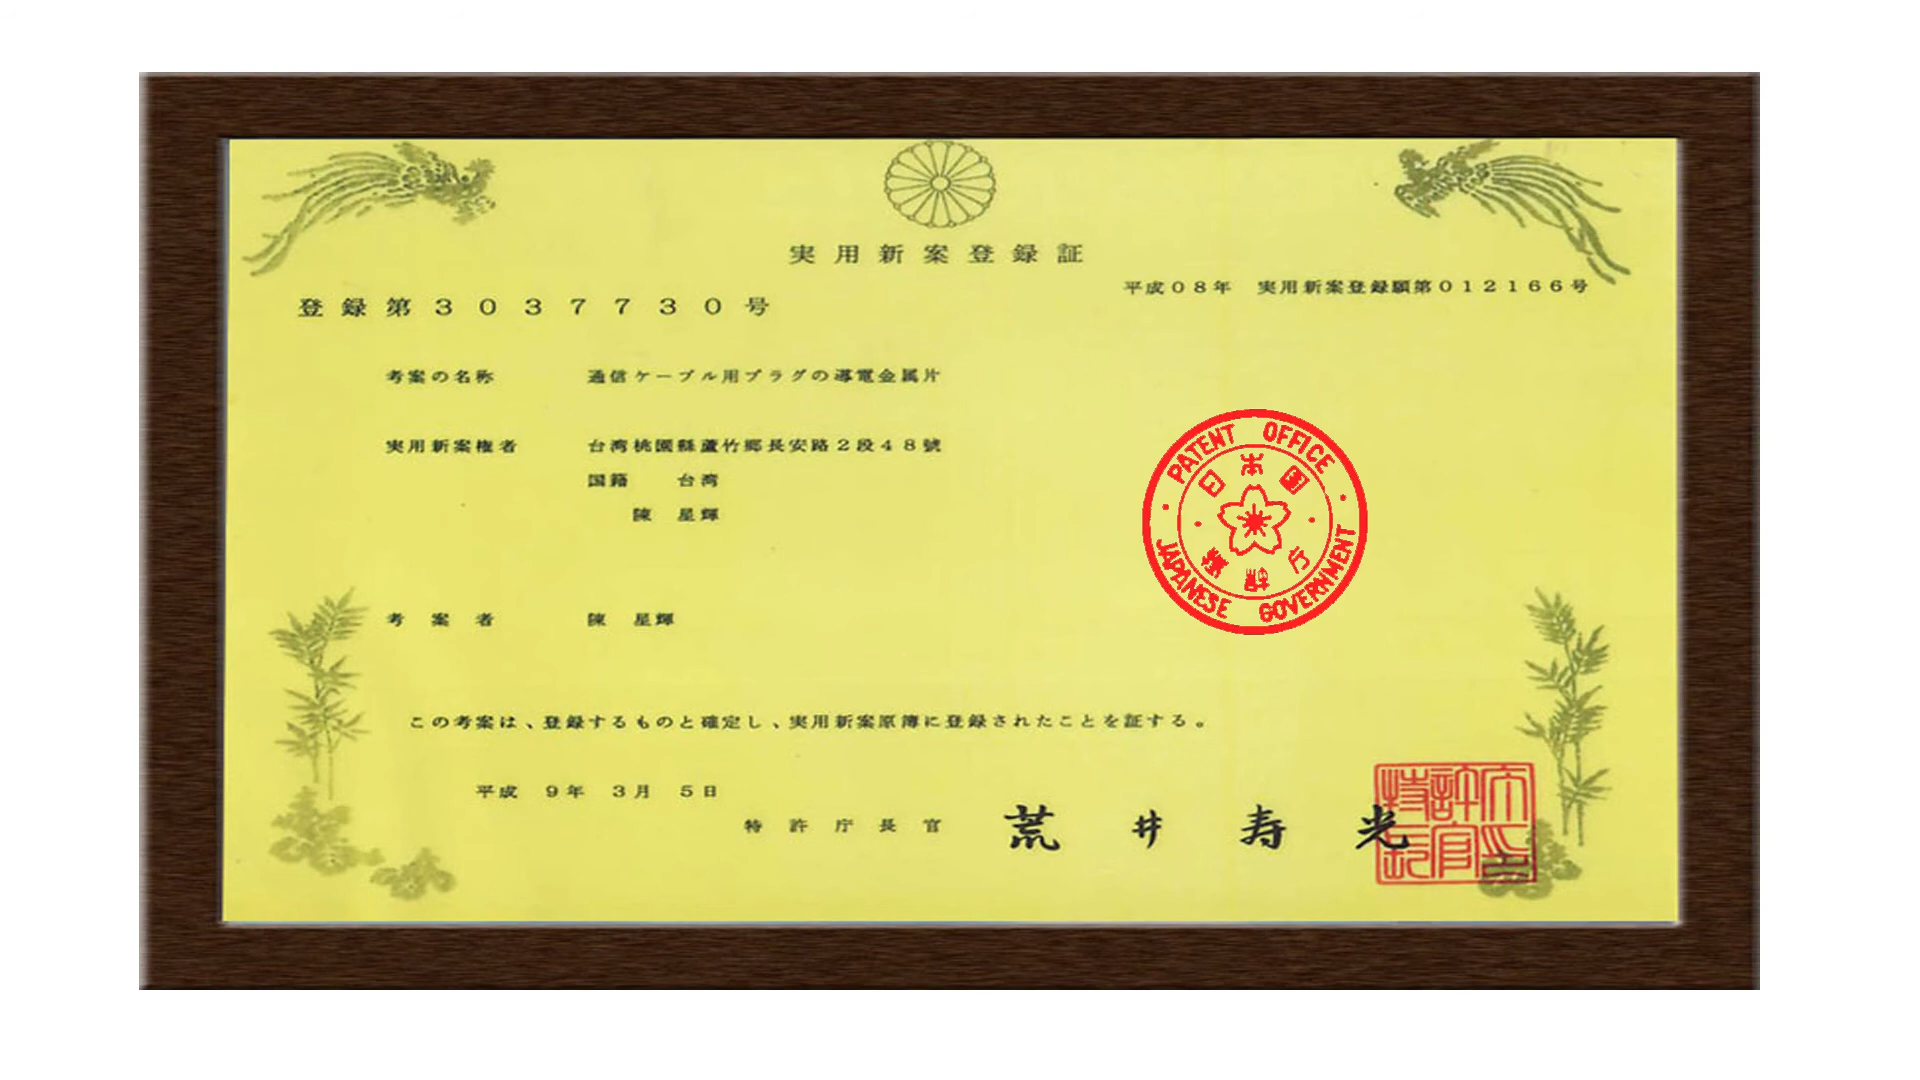 実用新案登録証
平成08年　実用新案登録願第012166号
登録第3037730号
考案の名称　通信ケーブル用プラグの導電金属片
実用新案権者　台湾桃園縣蘆竹鄉長安路2段48號
国籍　台湾
陳　星輝
PATENT OFFICE
日本国
特許庁
JAPANESE GOVERNMENT
考案者　陳　星輝
この考案は、登録するものと確定し、実用新案原簿に登録されたことを証する。
平成　9年　3月　5日
特許庁長官　荒井寿光